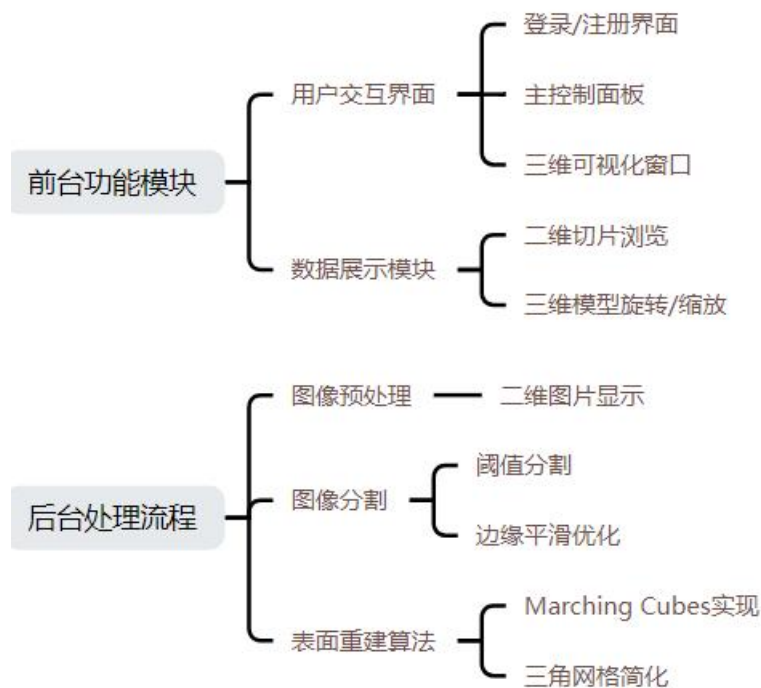 前台功能模块
用户交互界面
登录/注册界面
主控制面板
三维可视化窗口
数据展示模块
二维切片浏览
三维模型旋转/缩放
后台处理流程
图像预处理
二维图片显示
图像分割
阈值分割
边缘平滑优化
表面重建算法
Marching Cubes实现
三角网格简化